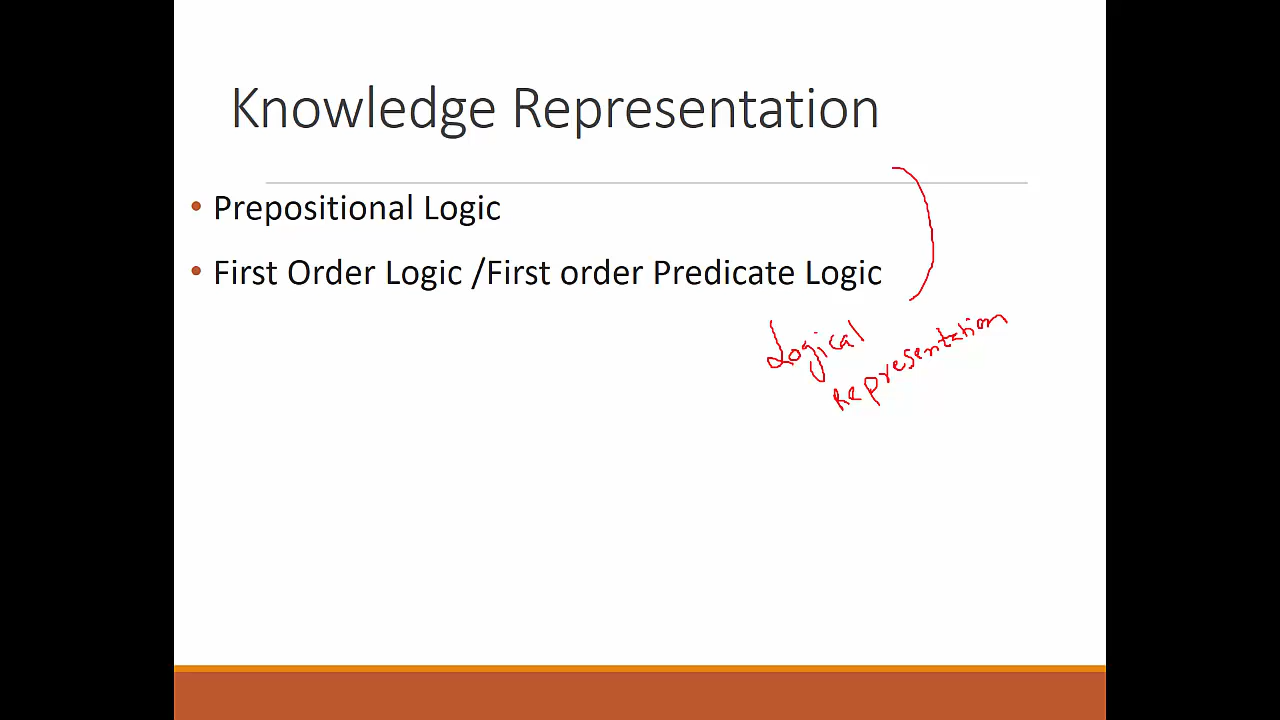 Knowledge Representation
• Prepositional Logic
• First Order Logic /First order Predicate Logic
Logical
Representation